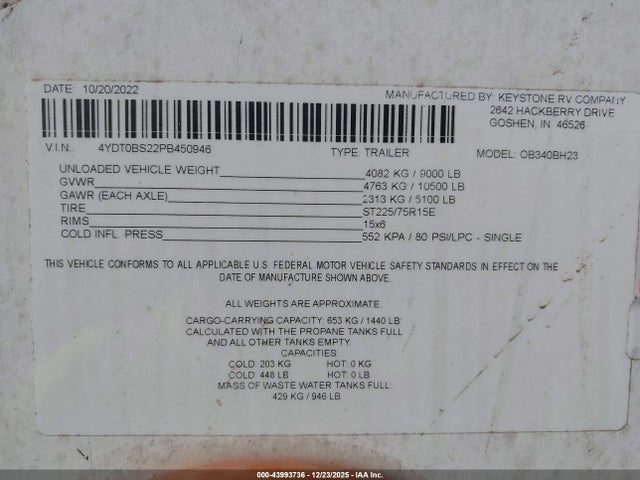 DATE: 10/20/2022
MANUFACTURED BY: KEYSTONE RV COMPANY
2642 HACKBERRY DRIVE
GOSHEN, IN 46526
V.I.N.: 4YDT0BS22PB450946 TYPE: TRAILER MODEL: OB340BH23
UNLOADED VEHICLE WEIGHT 4082 KG / 9000 LB
GVWR 4763 KG / 10500 LB
GAWR (EACH AXLE) 2313 KG / 5100 LB
TIRE ST225/75R15E
RIMS 15x6
COLD INFL. PRESS 552 KPA / 80 PSI/LPC - SINGLE
THIS VEHICLE CONFORMS TO ALL APPLICABLE U.S. FEDERAL MOTOR VEHICLE SAFETY STANDARDS IN EFFECT ON THE
DATE OF MANUFACTURE SHOWN ABOVE.
ALL WEIGHTS ARE APPROXIMATE.
CARGO-CARRYING CAPACITY: 653 KG / 1440 LB
CALCULATED WITH THE PROPANE TANKS FULL
AND ALL OTHER TANKS EMPTY.
CAPACITIES:
COLD: 203 KG HOT: 0 KG
COLD: 448 LB HOT: 0 LB
MASS OF WASTE WATER TANKS FULL:
429 KG / 946 LB
000-43993736 - 12/23/2025 - IAA Inc.